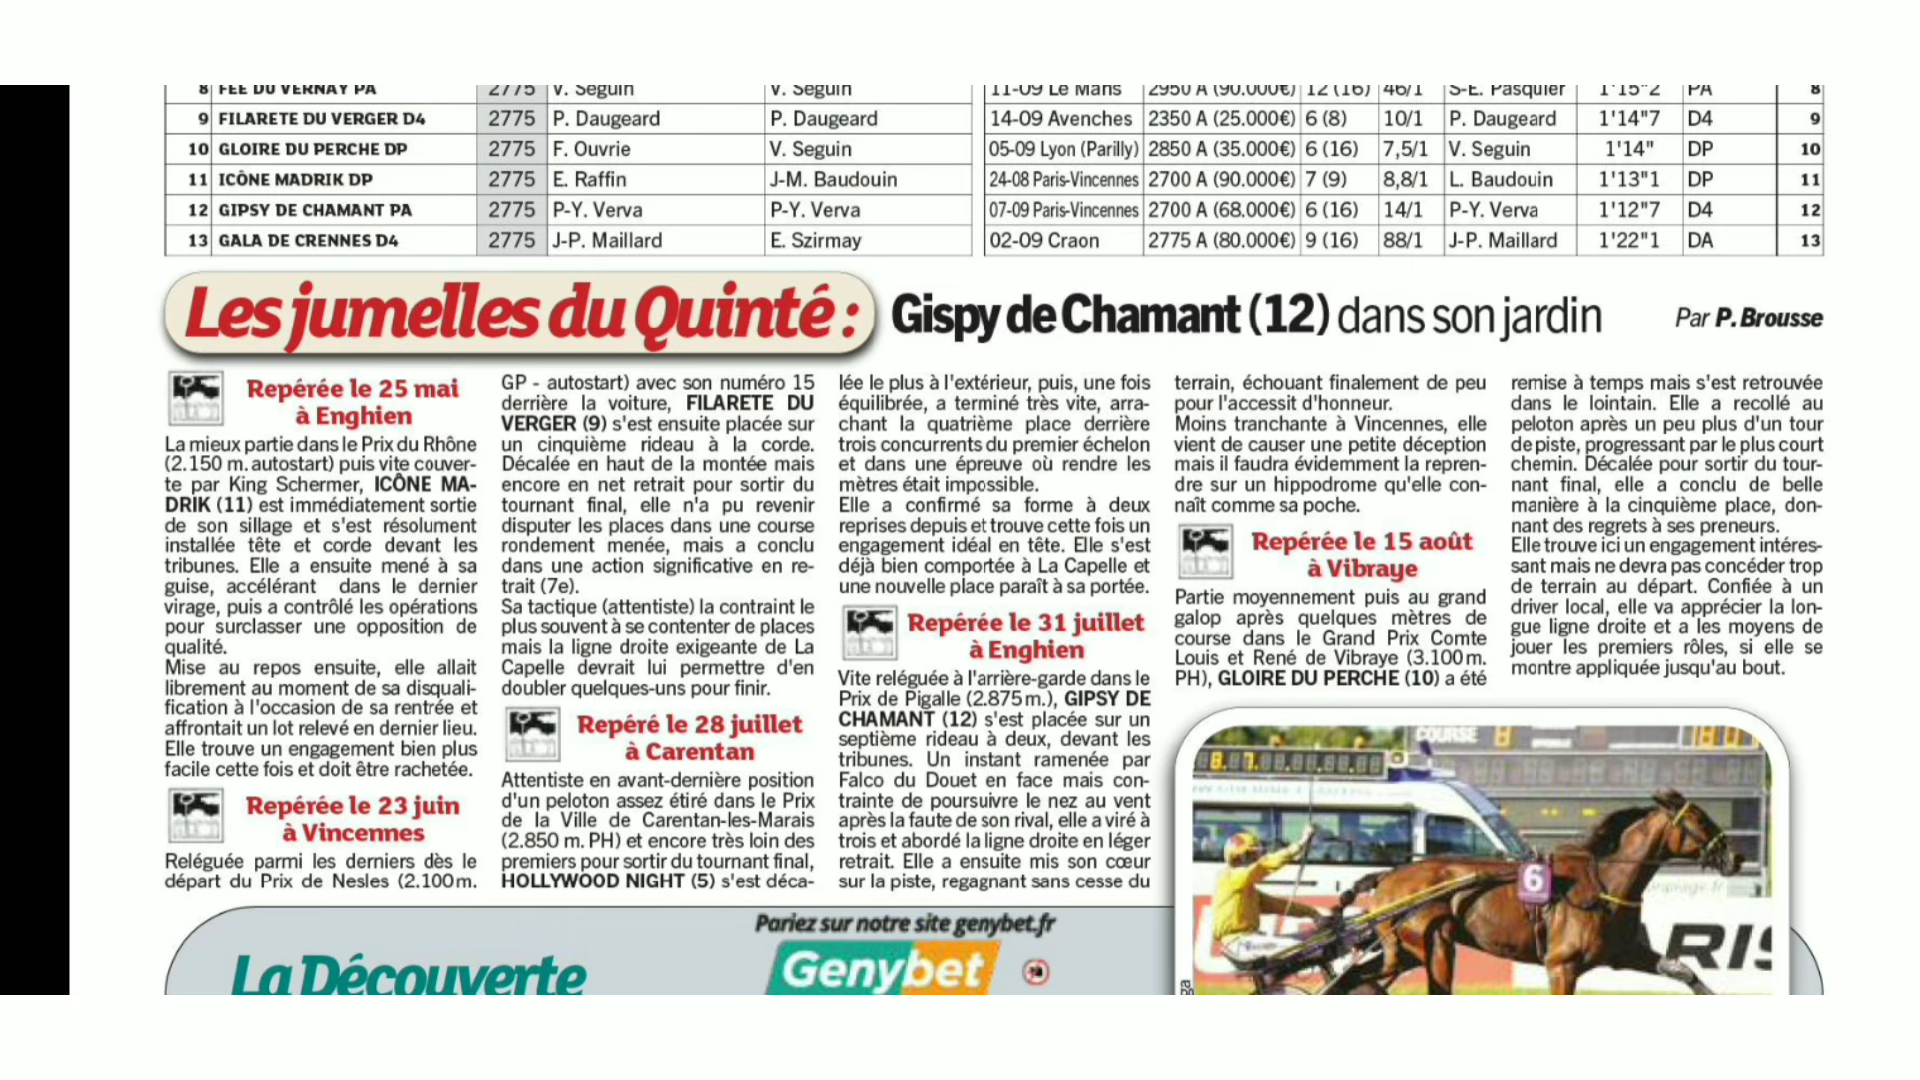 8 FEE DU VERNAY PA 2775 V. Seguin V. Seguin 11-09 Le Mans 2950 A (90.000€) 12 (16) 46/1 S-E. Pasquier 1'15"2 PA 8
9 FILARETE DU VERGER D4 2775 P. Daugeard P. Daugeard 14-09 Avenches 2350 A (25.000€) 6 (8) 10/1 P. Daugeard 1'14"7 D4 9
10 GLOIRE DU PERCHE DP 2775 F. Ouvrie V. Seguin 05-09 Lyon (Parilly) 2850 A (35.000€) 6 (16) 7,5/1 V. Seguin 1'14" DP 10
11 ICÔNE MADRIK DP 2775 E. Raffin J-M. Baudouin 24-08 Paris-Vincennes 2700 A (90.000€) 7 (9) 8,8/1 L. Baudouin 1'13"1 DP 11
12 GIPSY DE CHAMANT PA 2775 P-Y. Verva P-Y. Verva 07-09 Paris-Vincennes 2700 A (68.000€) 6 (16) 14/1 P-Y. Verva 1'12"7 D4 12
13 GALA DE CRENNES D4 2775 J-P. Maillard E. Szirmay 02-09 Craon 2775 A (80.000€) 9 (16) 88/1 J-P. Maillard 1'22"1 DA 13
Les jumelles du Quinté : Gispy de Chamant (12) dans son jardin Par P. Brousse
Repérée le 25 mai
à Enghien
La mieux partie dans le Prix du Rhône
(2.150 m. autostart) puis vite couver-
te par King Schermer, ICÔNE MA-
DRIK (11) est immédiatement sortie
de son sillage et s'est résolument
installée tête et corde devant les
tribunes. Elle a ensuite mené à sa
guise, accélérant dans le dernier
virage, puis a contrôlé les opérations
pour surclasser une opposition de
qualité.
Mise au repos ensuite, elle allait
librement au moment de sa disquali-
fication à l'occasion de sa rentrée et
affrontait un lot relevé en dernier lieu.
Elle trouve un engagement bien plus
facile cette fois et doit être rachetée.
Repérée le 23 juin
à Vincennes
Reléguée parmi les derniers dès le
départ du Prix de Nesles (2.100 m.
GP - autostart) avec son numéro 15
derrière la voiture, FILARETE DU
VERGER (9) s'est ensuite placée sur
un cinquième rideau à la corde.
Décalée en haut de la montée mais
encore en net retrait pour sortir du
tournant final, elle n'a pu revenir
disputer les places dans une course
rondement menée, mais a conclu
dans une action significative en re-
trait (7e).
Sa tactique (attentiste) la contraint le
plus souvent à se contenter de places
mais la ligne droite exigeante de La
Capelle devrait lui permettre d'en
doubler quelques-uns pour finir.
Repéré le 28 juillet
à Carentan
Attentiste en avant-dernière position
d'un peloton assez étiré dans le Prix
de la Ville de Carentan-les-Marais
(2.850 m. PH) et encore très loin des
premiers pour sortir du tournant final,
HOLLYWOOD NIGHT (5) s'est déca-
lée le plus à l'extérieur, puis, une fois
équilibrée, a terminé très vite, arra-
chant la quatrième place derrière
trois concurrents du premier échelon
et dans une épreuve où rendre les
mètres était impossible.
Elle a confirmé sa forme à deux
reprises depuis et trouve cette fois un
engagement idéal en tête. Elle s'est
déjà bien comportée à La Capelle et
une nouvelle place paraît à sa portée.
Repérée le 31 juillet
à Enghien
Vite reléguée à l'arrière-garde dans le
Prix de Pigalle (2.875 m.), GIPSY DE
CHAMANT (12) s'est placée sur un
septième rideau à deux, devant les
tribunes. Un instant ramenée par
Falco du Douet en face mais con-
trainte de poursuivre le nez au vent
après la faute de son rival, elle a viré à
trois et abordé la ligne droite en léger
retrait. Elle a ensuite mis son cœur
sur la piste, regagnant sans cesse du
terrain, échouant finalement de peu
pour l'accessit d'honneur.
Moins tranchante à Vincennes, elle
vient de causer une petite déception
mais il faudra évidemment la repren-
dre sur un hippodrome qu'elle con-
naît comme sa poche.
Repérée le 15 août
à Vibraye
Partie moyennement puis au grand
galop après quelques mètres de
course dans le Grand Prix Comte
Louis et René de Vibraye (3.100 m.
PH), GLOIRE DU PERCHE (10) a été
remise à temps mais s'est retrouvée
dans le lointain. Elle a recollé au
peloton après un peu plus d'un tour
de piste, progressant par le plus court
chemin. Décalée pour sortir du tour-
nant final, elle a conclu de belle
manière à la cinquième place, don-
nant des regrets à ses preneurs.
Elle trouve ici un engagement intéres-
sant mais ne devra pas concéder trop
de terrain au départ. Confiée à un
driver local, elle va apprécier la lon-
gue ligne droite et a les moyens de
jouer les premiers rôles, si elle se
montre appliquée jusqu'au bout.
COURSE 8
6
Pariez sur notre site genybet.fr
Genybet
La Découverte